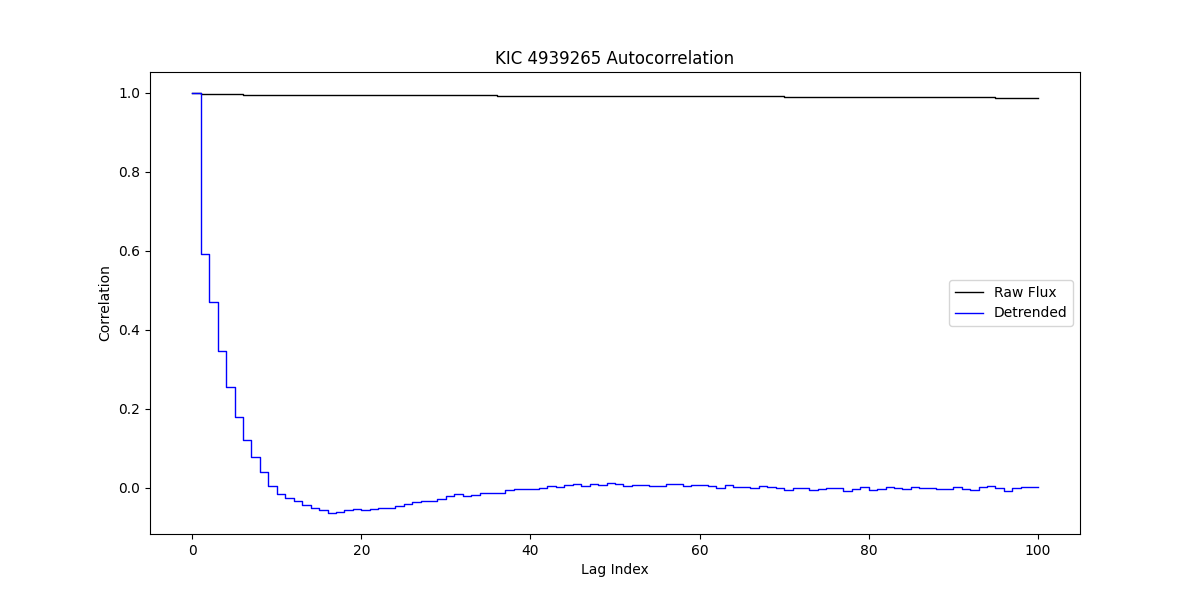 KIC 4939265 Autocorrelation
1.0
0.8
0.6
0.4
0.2
0.0
Correlation
Raw Flux
Detrended
0 20 40 60 80 100
Lag Index